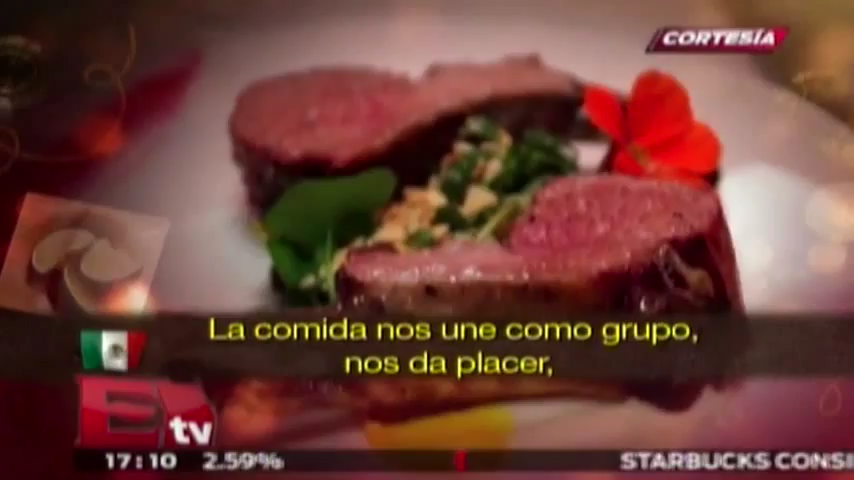 CORTESÍA
La comida nos une como grupo,
nos da placer,
tv
17:10 2.59% STARBUCKS CONSI